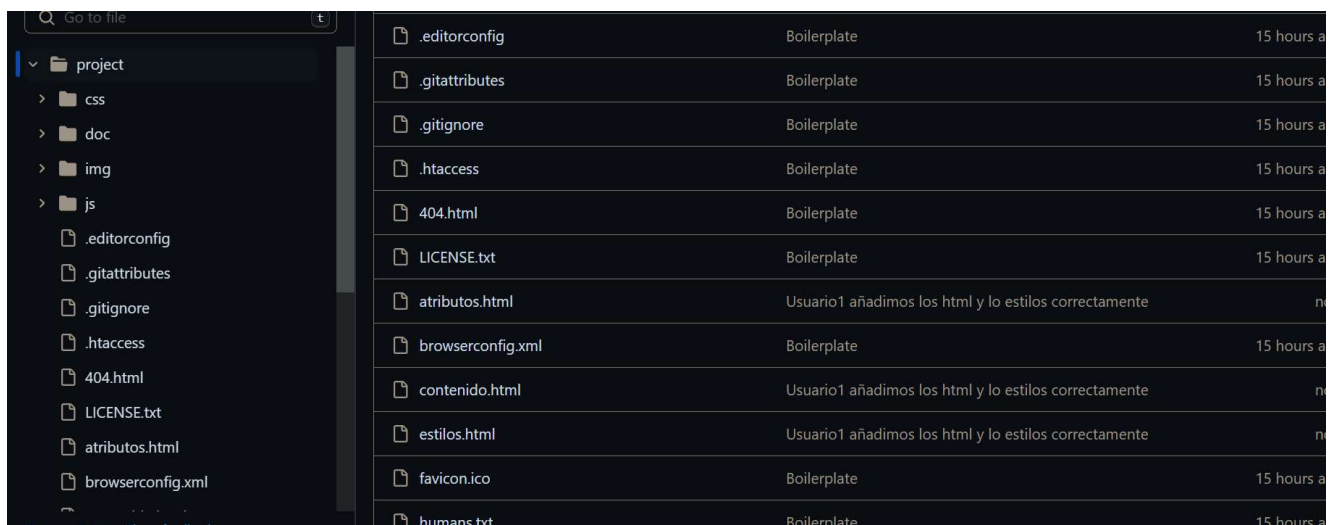 Go to file t
project
css
doc
img
js
.editorconfig
.gitattributes
.gitignore
.htaccess
404.html
LICENSE.txt
atributos.html
browserconfig.xml
.editorconfig Boilerplate 15 hours a
.gitattributes Boilerplate 15 hours a
.gitignore Boilerplate 15 hours a
.htaccess Boilerplate 15 hours a
404.html Boilerplate 15 hours a
LICENSE.txt Boilerplate 15 hours a
atributos.html Usuario1 añadimos los html y lo estilos correctamente
browserconfig.xml Boilerplate 15 hours a
contenido.html Usuario1 añadimos los html y lo estilos correctamente
estilos.html Usuario1 añadimos los html y lo estilos correctamente
favicon.ico Boilerplate 15 hours a
humans.txt Boilerplate 15 hours a